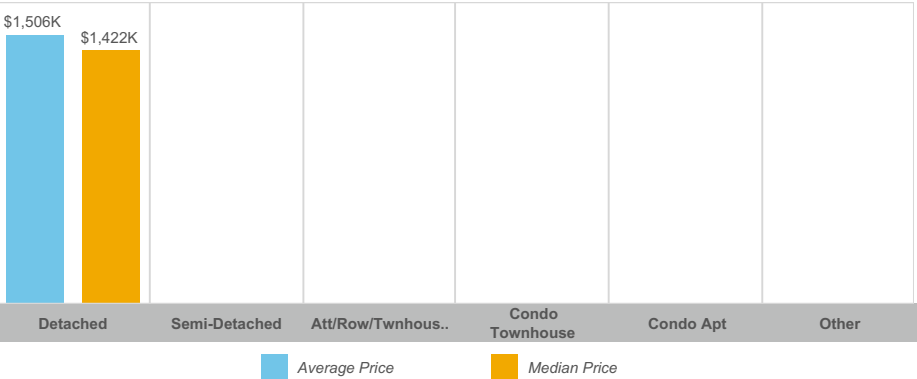 $1,506K
$1,422K
Detached
Semi-Detached
Att/Row/Twnhous..
Condo
Townhouse
Condo Apt
Other
Average Price
Median Price